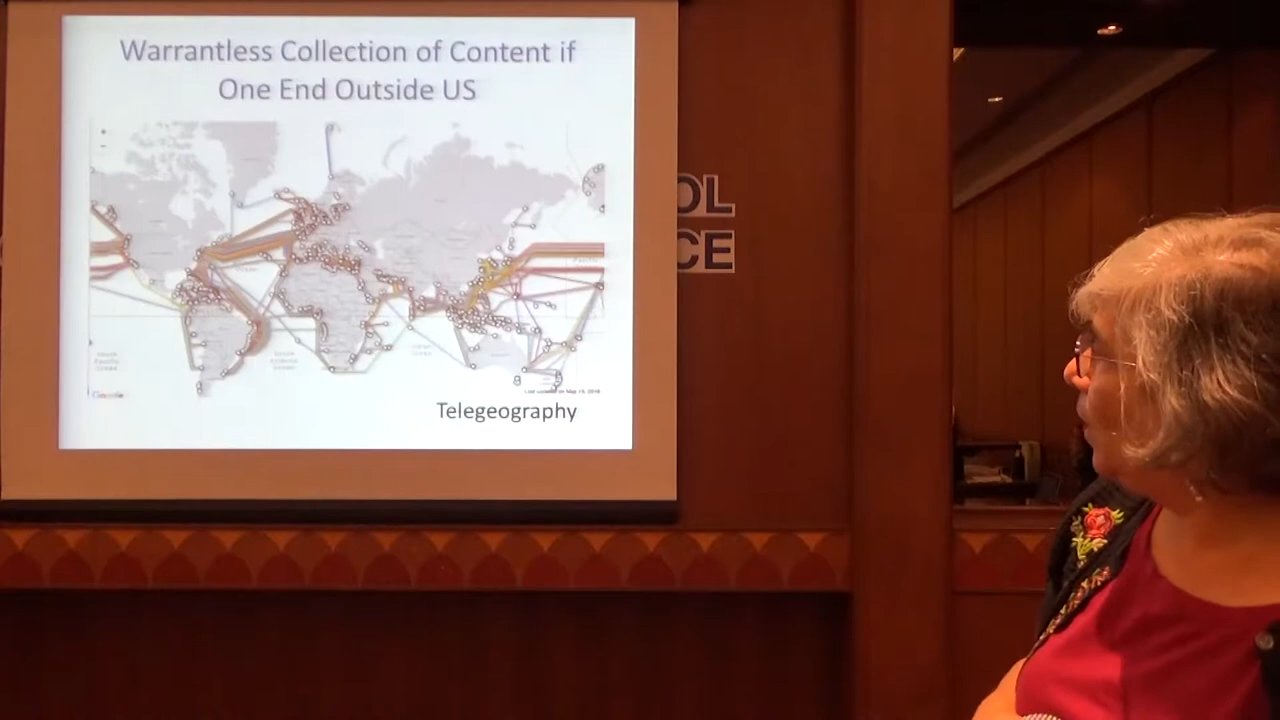 Warrantless Collection of Content if
One End Outside US
OL
CE
Telegeography